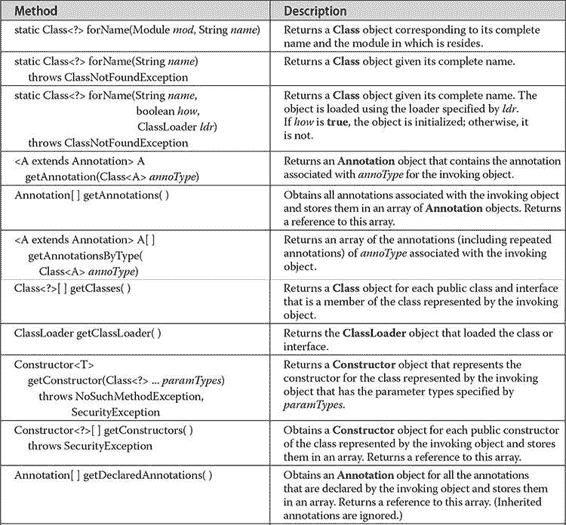 Method Description
static Class<?> forName(Module mod, String name) Returns a Class object corresponding to its complete
name and the module in which is resides.
static Class<?> forName(String name) Returns a Class object given its complete name.
throws ClassNotFoundException
static Class<?> forName(String name, Returns a Class object given its complete name. The
boolean how, object is loaded using the loader specified by ldr.
ClassLoader ldr) If how is true, the object is initialized; otherwise, it
throws ClassNotFoundException is not.
<A extends Annotation> A Returns an Annotation object that contains the annotation
getAnnotation(Class<A> annoType) associated with annoType for the invoking object.
Annotation[ ] getAnnotations( ) Obtains all annotations associated with the invoking object
and stores them in an array of Annotation objects. Returns
a reference to this array.
<A extends Annotation> A[ ] Returns an array of the annotations (including repeated
getAnnotationsByType( annotations) of annoType associated with the invoking
Class<A> annoType) object.
Class<?>[ ] getClasses( ) Returns a Class object for each public class and interface
that is a member of the class represented by the invoking
object.
ClassLoader getClassLoader( ) Returns the ClassLoader object that loaded the class or
interface.
Constructor<T> Returns a Constructor object that represents the
getConstructor(Class<?> ... paramTypes) constructor for the class represented by the invoking
throws NoSuchMethodException, object that has the parameter types specified by
SecurityException paramTypes.
Constructor<?>[ ] getConstructors( ) Obtains a Constructor object for each public constructor
throws SecurityException of the class represented by the invoking object and stores
them in an array. Returns a reference to this array.
Annotation[ ] getDeclaredAnnotations( ) Obtains an Annotation object for all the annotations
that are declared by the invoking object and stores them
in an array. Returns a reference to this array. (Inherited
annotations are ignored.)